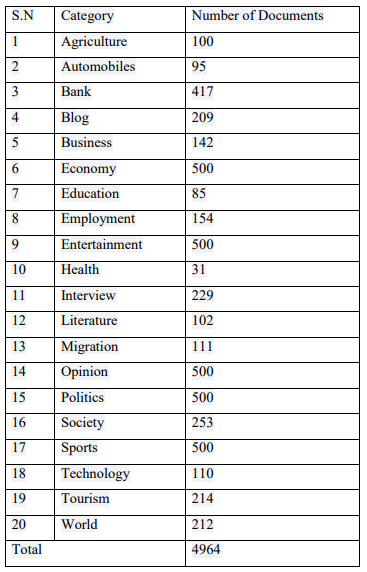 S.N Category Number of Documents
1 Agriculture 100
2 Automobiles 95
3 Bank 417
4 Blog 209
5 Business 142
6 Economy 500
7 Education 85
8 Employment 154
9 Entertainment 500
10 Health 31
11 Interview 229
12 Literature 102
13 Migration 111
14 Opinion 500
15 Politics 500
16 Society 253
17 Sports 500
18 Technology 110
19 Tourism 214
20 World 212
Total 4964